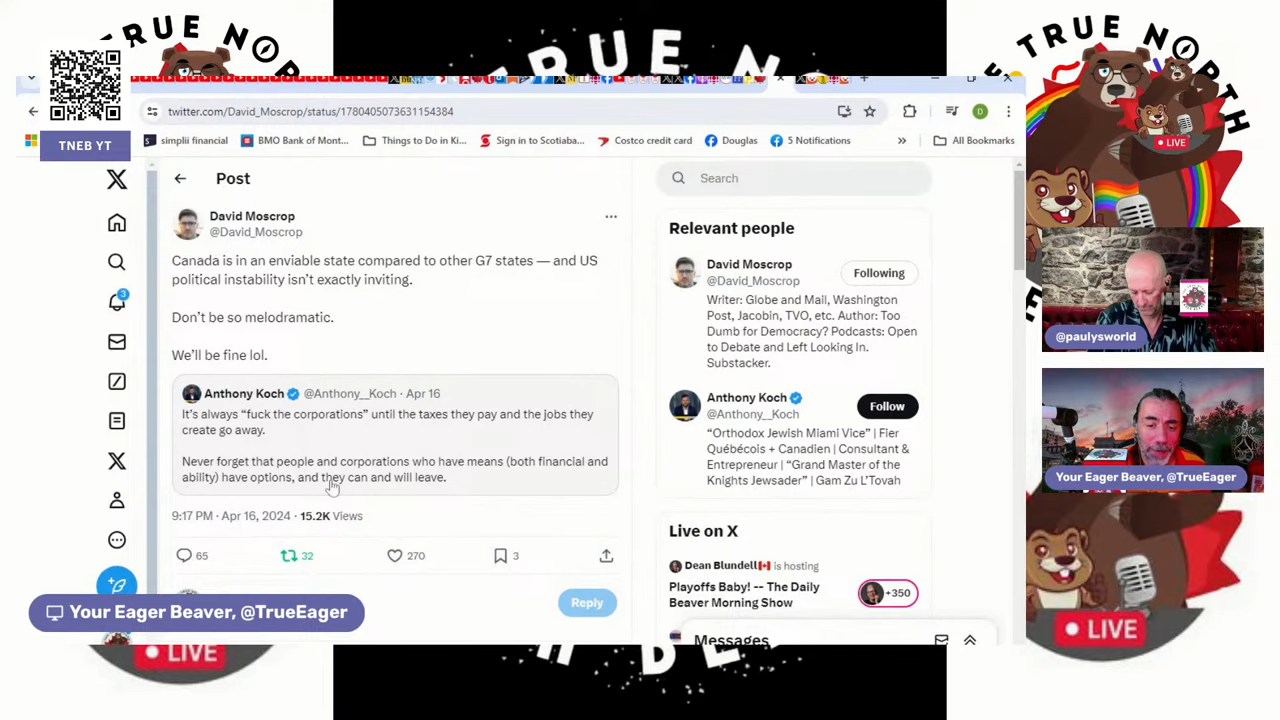 TRUE NO
TRUE N
TRUE NO
TNEB YT
twitter.com/David_Moscrop/status/1780405073631154384
simplii financial
BMO Bank of Mont...
Things to Do in Ki...
Sign in to Scotiaba...
Costco credit card
Douglas
5 Notifications
»
All Bookmarks
D
Post
David Moscrop
@David_Moscrop
Canada is in an enviable state compared to other G7 states — and US
political instability isn’t exactly inviting.
Don’t be so melodramatic.
We’ll be fine lol.
Anthony Koch @Anthony__Koch · Apr 16
It’s always “fuck the corporations” until the taxes they pay and the jobs they
create go away.
Never forget that people and corporations who have means (both financial and
ability) have options, and they can and will leave.
9:17 PM · Apr 16, 2024 · 15.2K Views
65
32
270
3
Reply
3
Search
Relevant people
David Moscrop
@David_Moscrop
Following
Writer: Globe and Mail, Washington
Post, Jacobin, TVO, etc. Author: Too
Dumb for Democracy? Podcasts: Open
to Debate and Left Looking In.
Substacker.
Anthony Koch
@Anthony__Koch
Follow
“Orthodox Jewish Miami Vice” | Fier
Québécois + Canadien | Consultant &
Entrepreneur | “Grand Master of the
Knights Jewsader” | Gam Zu L’Tovah
Live on X
Dean Blundell is hosting
Playoffs Baby! -- The Daily
Beaver Morning Show
+350
Messages
LIVE
@paulysworld
Your Eager Beaver, @TrueEager
Your Eager Beaver, @TrueEager
LIVE
LIVE